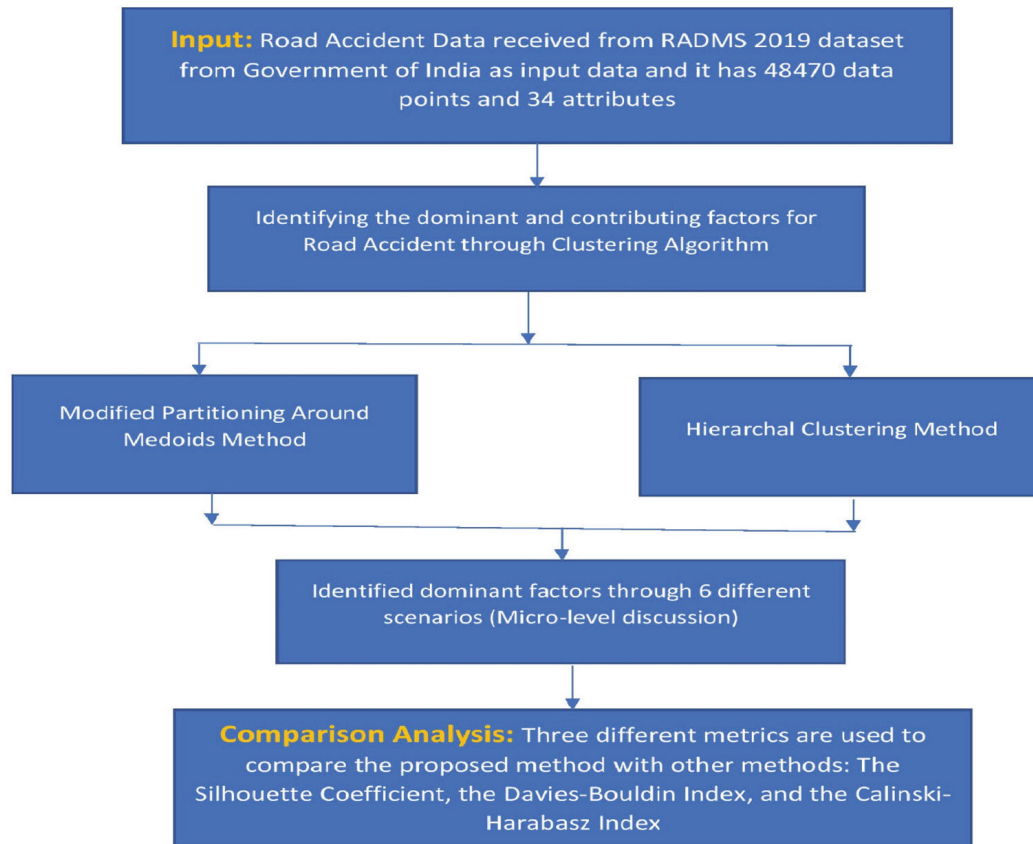 Input: Road Accident Data received from RADMS 2019 dataset
from Government of India as input data and it has 48470 data
points and 34 attributes
Identifying the dominant and contributing factors for
Road Accident through Clustering Algorithm
Modified Partitioning Around
Medoids Method
Hierarchal Clustering Method
Identified dominant factors through 6 different
scenarios (Micro-level discussion)
Comparison Analysis: Three different metrics are used to
compare the proposed method with other methods: The
Silhouette Coefficient, the Davies-Bouldin Index, and the Calinski-
Harabasz Index